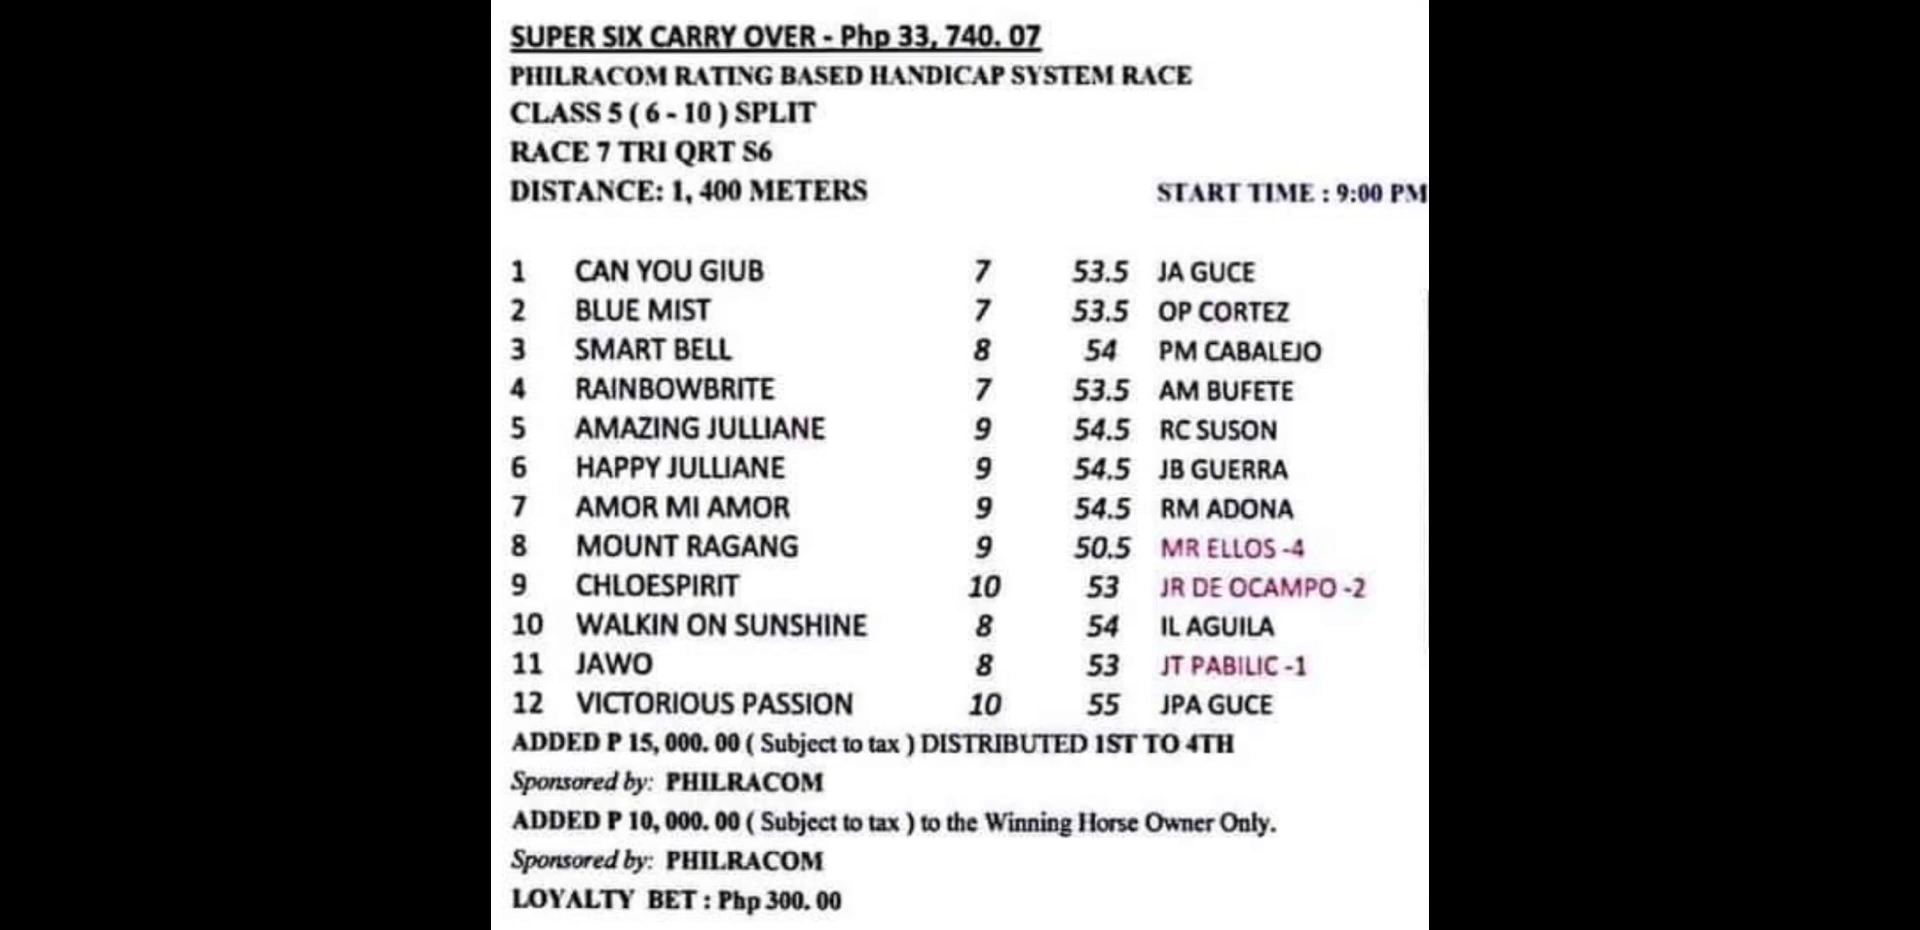 SUPER SIX CARRY OVER - Php 33, 740. 07
PHILRACOM RATING BASED HANDICAP SYSTEM RACE
CLASS 5 ( 6 - 10 ) SPLIT
RACE 7 TRI QRT S6
DISTANCE: 1, 400 METERS START TIME : 9:00 PM
1 CAN YOU GIUB 7 53.5 JA GUCE
2 BLUE MIST 7 53.5 OP CORTEZ
3 SMART BELL 8 54 PM CABALEJO
4 RAINBOWBRITE 7 53.5 AM BUFETE
5 AMAZING JULLIANE 9 54.5 RC SUSON
6 HAPPY JULLIANE 9 54.5 JB GUERRA
7 AMOR MI AMOR 9 54.5 RM ADONA
8 MOUNT RAGANG 9 50.5 MR ELLOS -4
9 CHLOESPIRIT 10 53 JR DE OCAMPO -2
10 WALKIN ON SUNSHINE 8 54 IL AGUILA
11 JAWO 8 53 JT PABILIC -1
12 VICTORIOUS PASSION 10 55 JPA GUCE
ADDED P 15, 000. 00 ( Subject to tax ) DISTRIBUTED 1ST TO 4TH
Sponsored by: PHILRACOM
ADDED P 10, 000. 00 ( Subject to tax ) to the Winning Horse Owner Only.
Sponsored by: PHILRACOM
LOYALTY BET : Php 300. 00